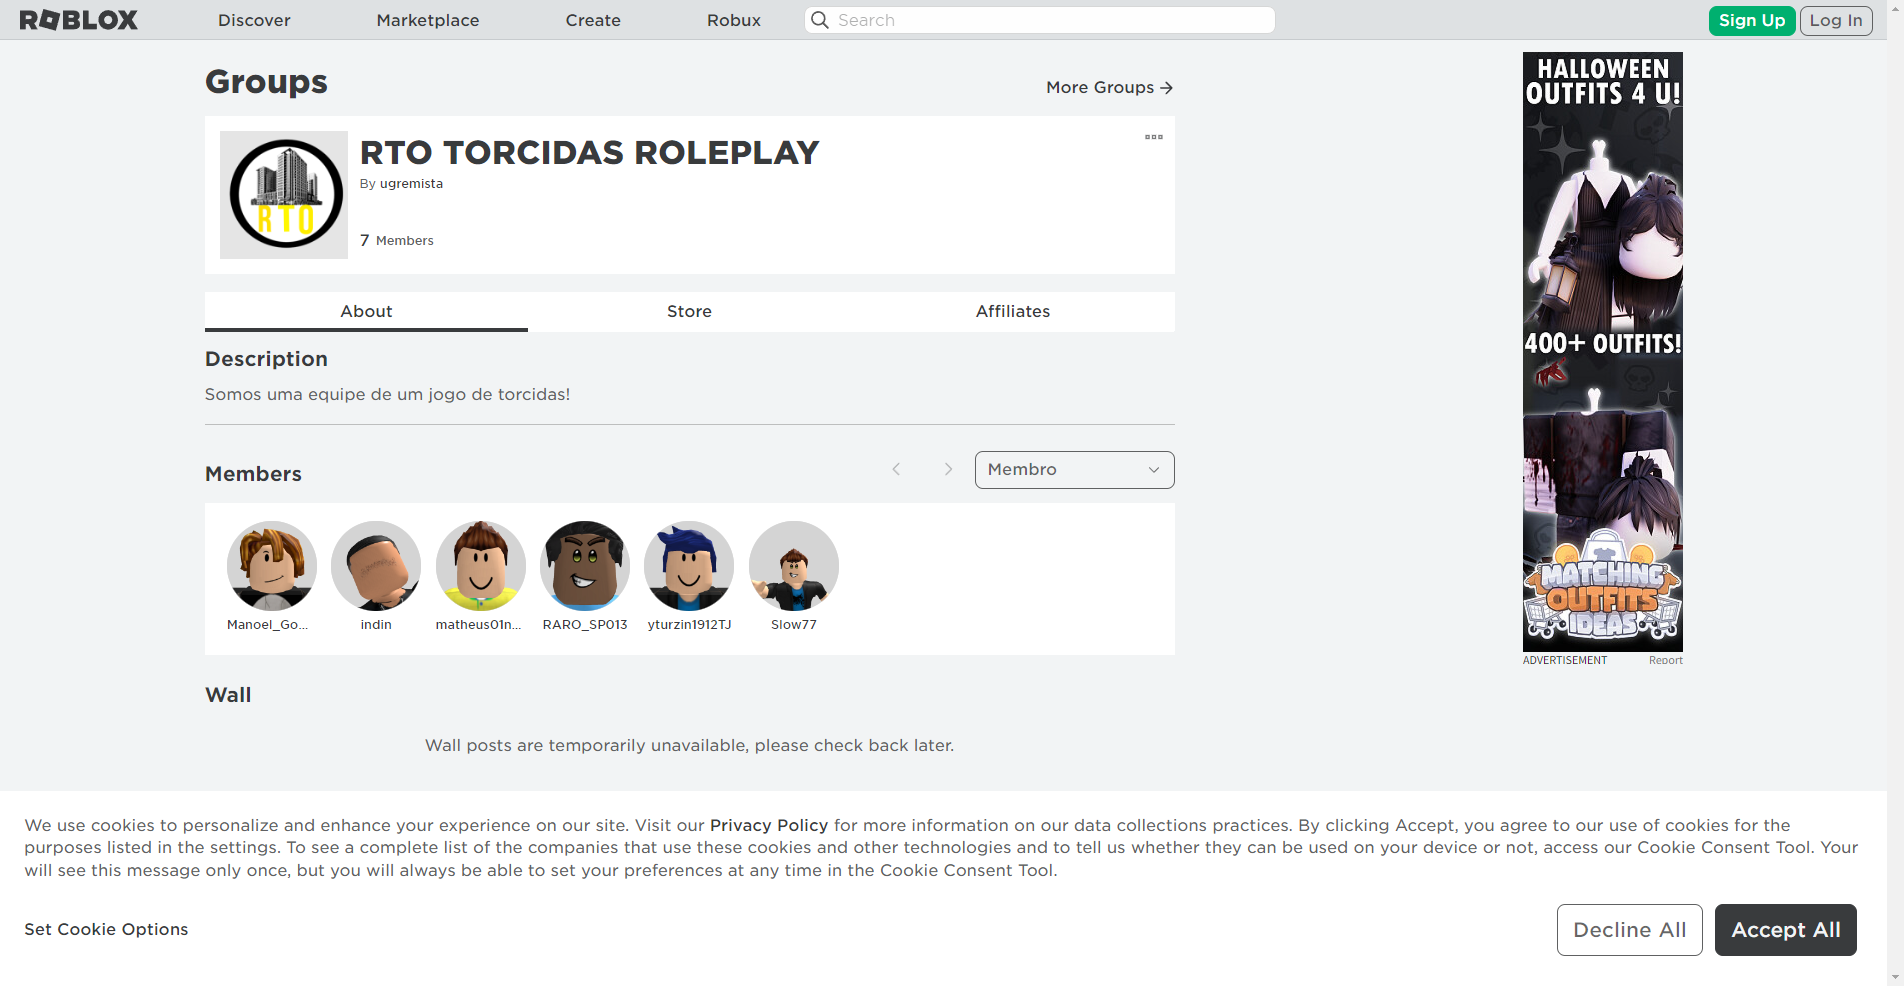 ROBLOX
Discover
Marketplace
Create
Robux
Search
Sign Up
Log In
Groups
More Groups
RTO
RTO TORCIDAS ROLEPLAY
By ugremista
7 Members
About
Store
Affiliates
Description
Somos uma equipe de um jogo de torcidas!
Members
Membro
Manoel_Go...
indin
matheus01n...
RARO_SP013
yturzin1912TJ
Slow77
Wall
Wall posts are temporarily unavailable, please check back later.
HALLOWEEN
OUTFITS 4 U!
400+ OUTFITS!
MATCHING
OUTFITS
IDEAS
ADVERTISEMENT
Report
We use cookies to personalize and enhance your experience on our site. Visit our Privacy Policy for more information on our data collections practices. By clicking Accept, you agree to our use of cookies for the
purposes listed in the settings. To see a complete list of the companies that use these cookies and other technologies and to tell us whether they can be used on your device or not, access our Cookie Consent Tool. Your
will see this message only once, but you will always be able to set your preferences at any time in the Cookie Consent Tool.
Set Cookie Options
Decline All
Accept All